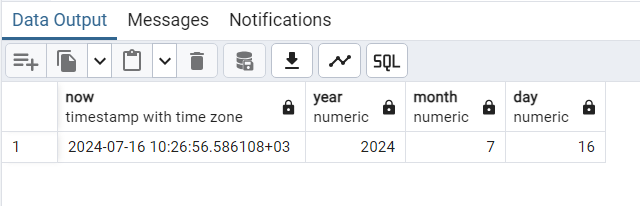 Data Output Messages Notifications
SQL
now year month day
timestamp with time zone numeric numeric numeric
1 2024-07-16 10:26:56.586108+03 2024 7 16